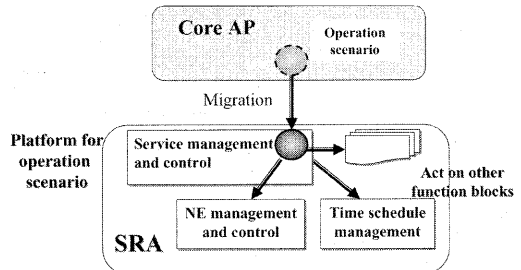 Core AP
Operation
scenario
Migration
Platform for
operation
scenario
Service management
and control
Act on other
function blocks
NE management
and control
Time schedule
management
SRA